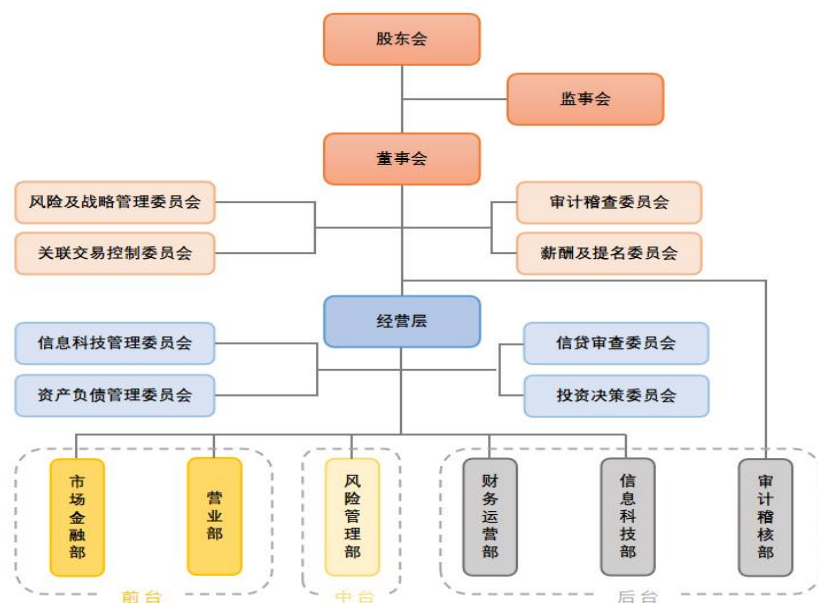 股东会
监事会
董事会
风险及战略管理委员会
审计稽查委员会
关联交易控制委员会
薪酬及提名委员会
经营层
信息科技管理委员会
信贷审查委员会
资产负债管理委员会
投资决策委员会
市场金融部
营业部
风险管理部
财务运营部
信息科技部
审计稽核部
前台
中台
后台